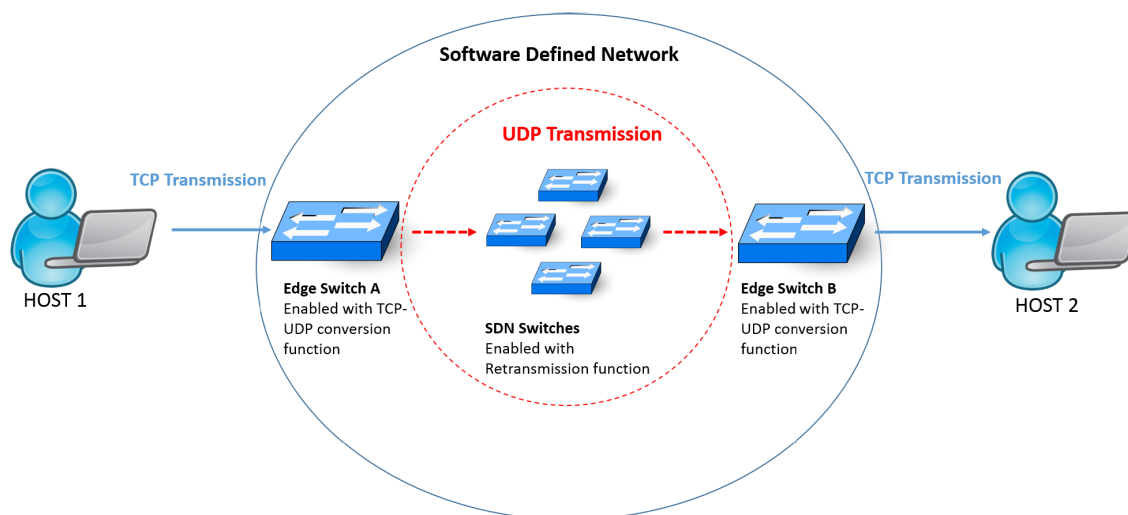 Software Defined Network
UDP Transmission
TCP Transmission
TCP Transmission
HOST 1
Edge Switch A
Enabled with TCP-
UDP conversion
function
SDN Switches
Enabled with
Retransmission function
Edge Switch B
Enabled with TCP-
UDP conversion
function
HOST 2